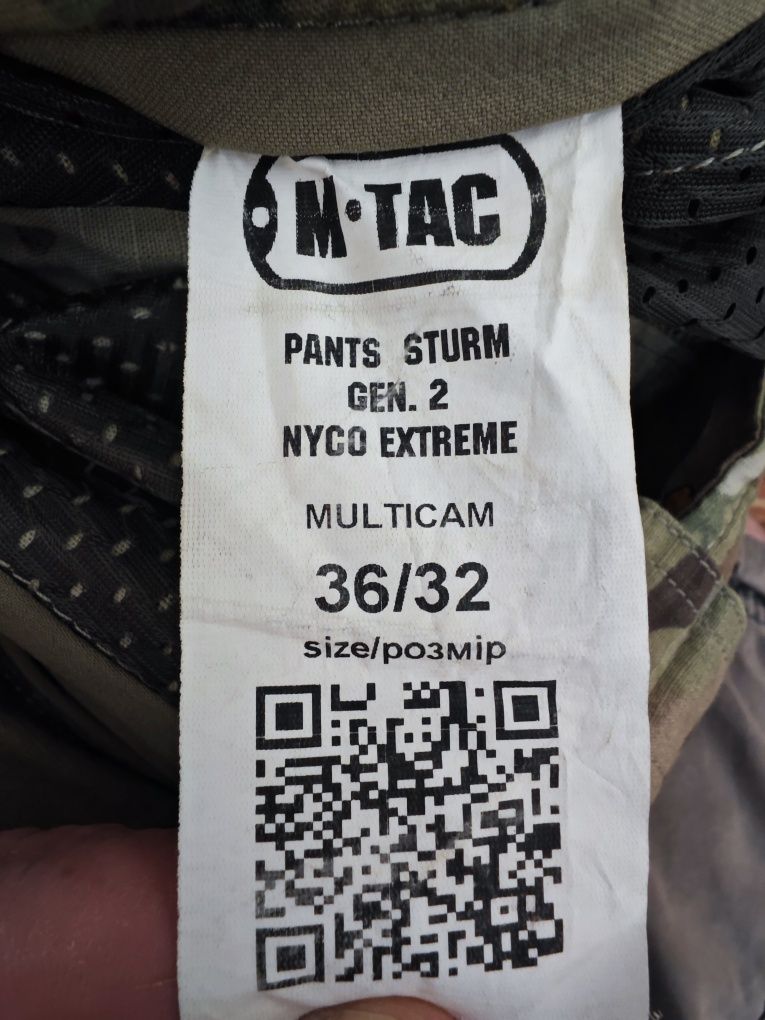 M·TAC
PANTS STURM
GEN. 2
NYCO EXTREME
MULTICAM
36/32
size/розмір